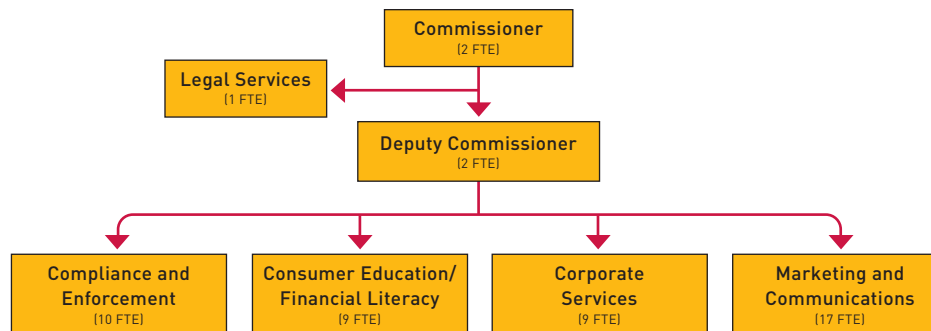 Commissioner
(2 FTE)
Legal Services
(1 FTE)
Deputy Commissioner
(2 FTE)
Compliance and
Enforcement
(10 FTE)
Consumer Education/
Financial Literacy
(9 FTE)
Corporate
Services
(9 FTE)
Marketing and
Communications
(17 FTE)